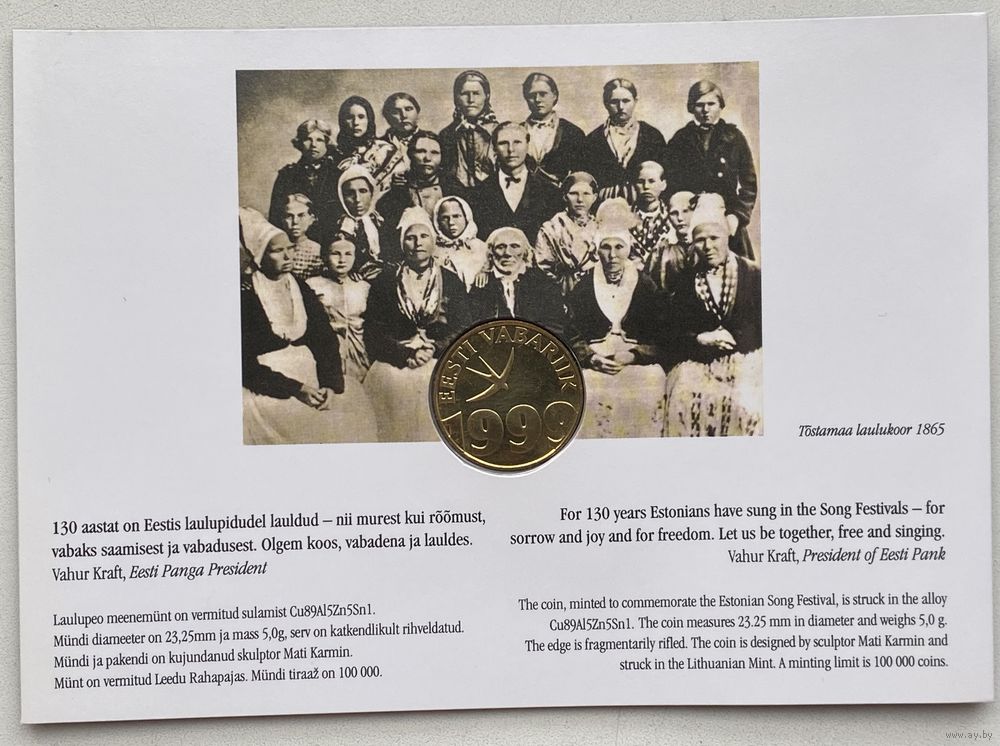 EESTI VABARIIK
1999
Tõstamaa laulukoor 1865
130 aastat on Eestis laulupidudel lauldud – nii murest kui rõõmust,
vabaks saamisest ja vabadusest. Olgem koos, vabadena ja lauldes.
Vahur Kraft, Eesti Panga President
Laulupeo meenemünt on vermitud sulamist Cu89Al5Zn5Sn1.
Mündi diameeter on 23,25mm ja mass 5,0g, serv on katkendlikult rihveldatud.
Mündi ja pakendi on kujundanud skulptor Mati Karmin.
Münt on vermitud Leedu Rahapajas. Mündi tiraaž on 100 000.
For 130 years Estonians have sung in the Song Festivals – for
sorrow and joy and for freedom. Let us be together, free and singing.
Vahur Kraft, President of Eesti Pank
The coin, minted to commemorate the Estonian Song Festival, is struck in the alloy
Cu89Al5Zn5Sn1. The coin measures 23.25 mm in diameter and weighs 5,0 g.
The edge is fragmentarily rifled. The coin is designed by sculptor Mati Karmin and
struck in the Lithuanian Mint. A minting limit is 100 000 coins.
www.ay.by